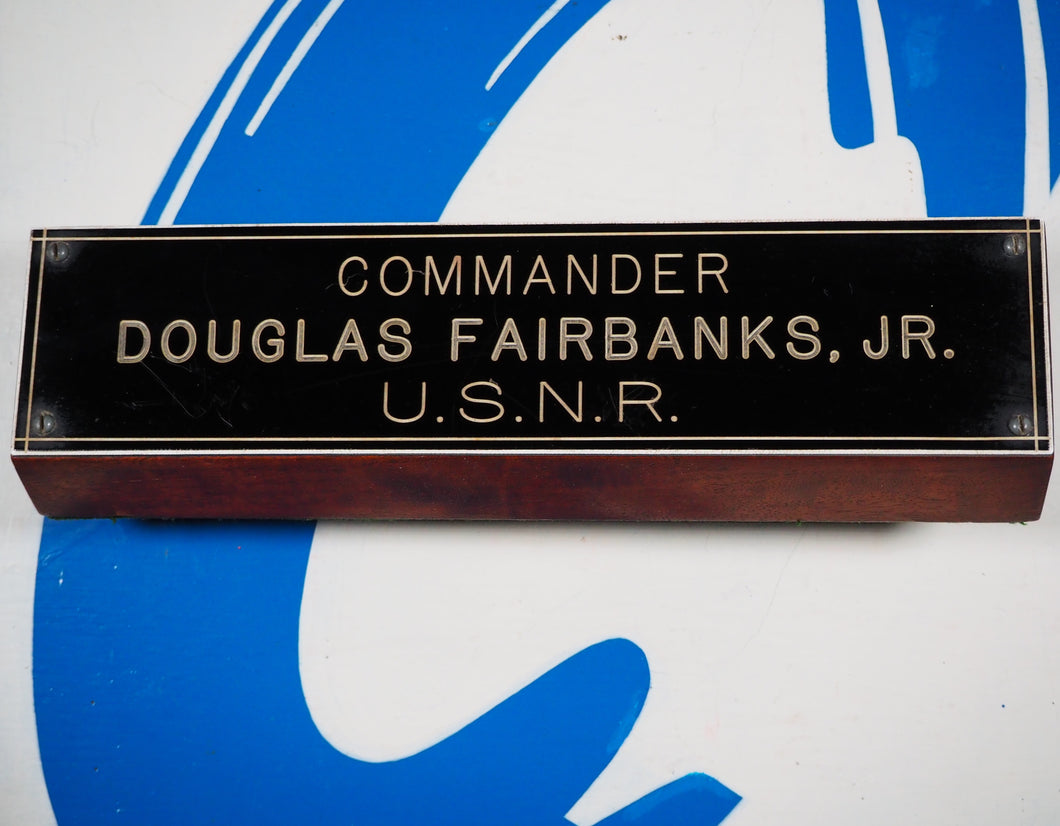 COMMANDER
DOUGLAS FAIRBANKS, JR.
U.S.N.R.